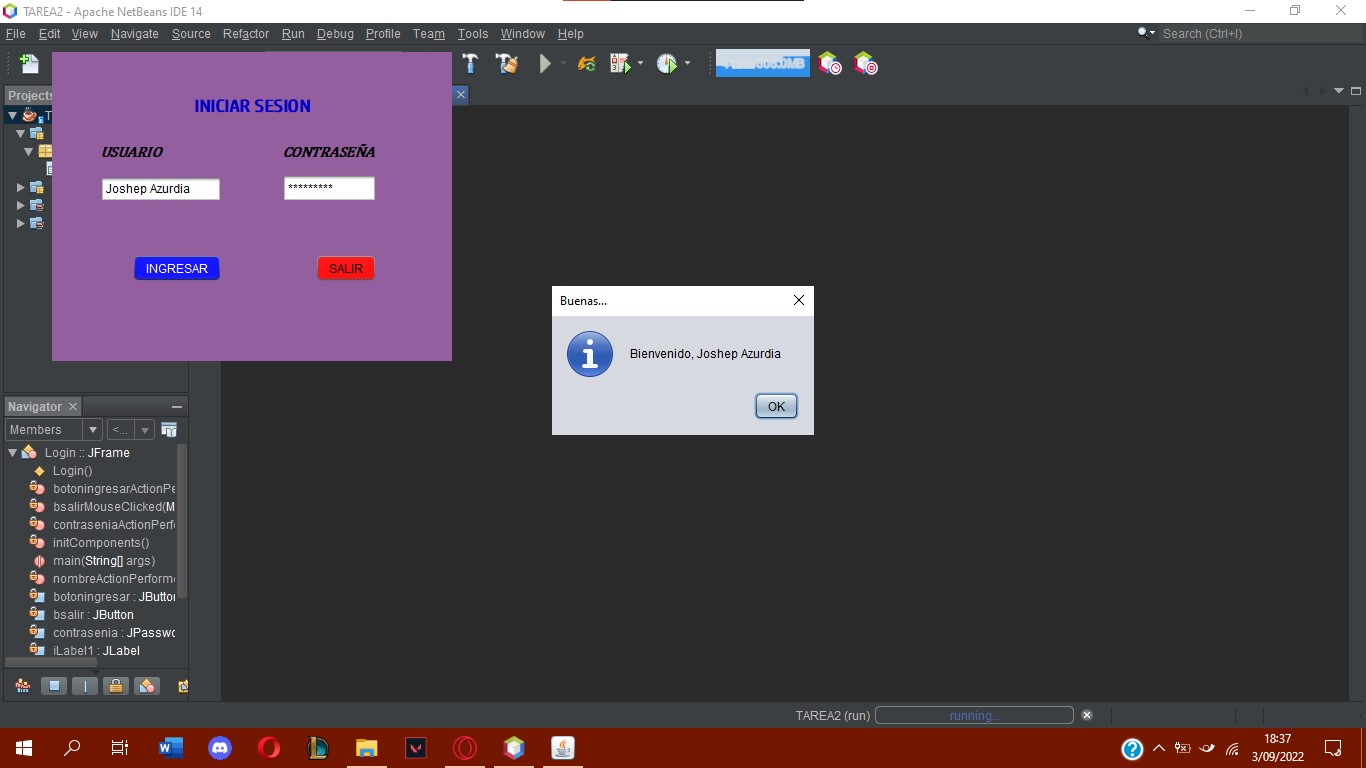 TAREA2 - Apache NetBeans IDE 14
File Edit View Navigate Source Refactor Run Debug Profile Team Tools Window Help
Search (Ctrl+I)
Projects
INICIAR SESION
USUARIO CONTRASEÑA
Joshep Azurdia *********
INGRESAR SALIR
Buenas...
Bienvenido, Joshep Azurdia
OK
Navigator
Members <...
Login :: JFrame
Login()
botoningresarActionPe
bsalirMouseClicked(M
contraseniaActionPerf
initComponents()
main(String[] args)
nombreActionPerform
botoningresar : JButton
bsalir : JButton
contrasenia : JPasswo
jLabel1 : JLabel
TAREA2 (run) running...
18:37
3/09/2022